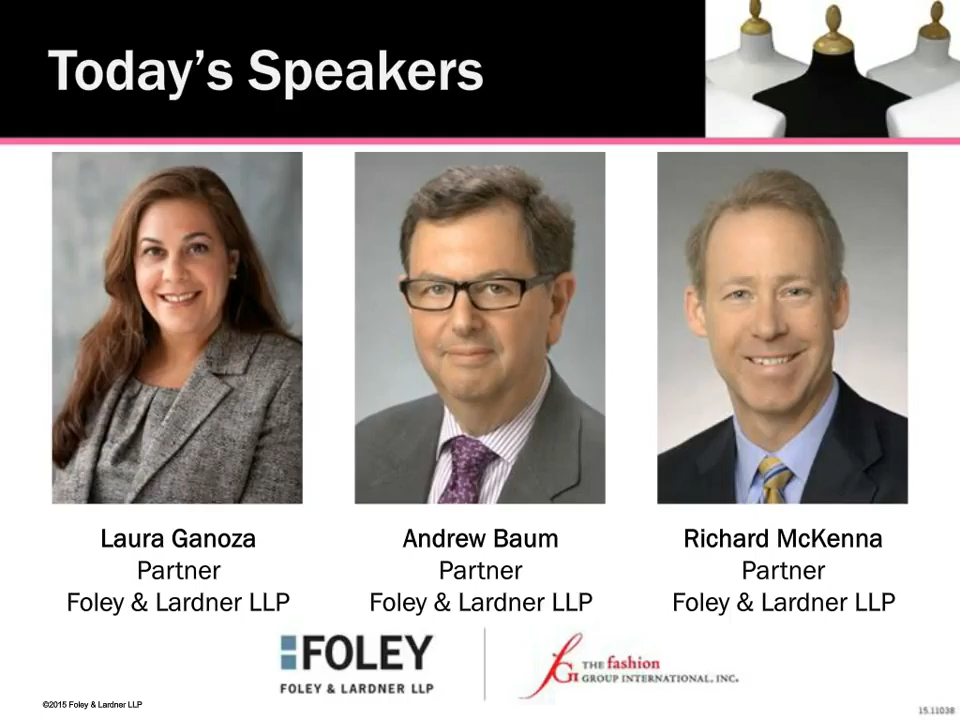 Today’s Speakers
Laura Ganoza
Partner
Foley & Lardner LLP
Andrew Baum
Partner
Foley & Lardner LLP
Richard McKenna
Partner
Foley & Lardner LLP
FOLEY
FOLEY & LARDNER LLP
fGI
THE fashion
GROUP INTERNATIONAL, INC.
©2015 Foley & Lardner LLP
15.11038